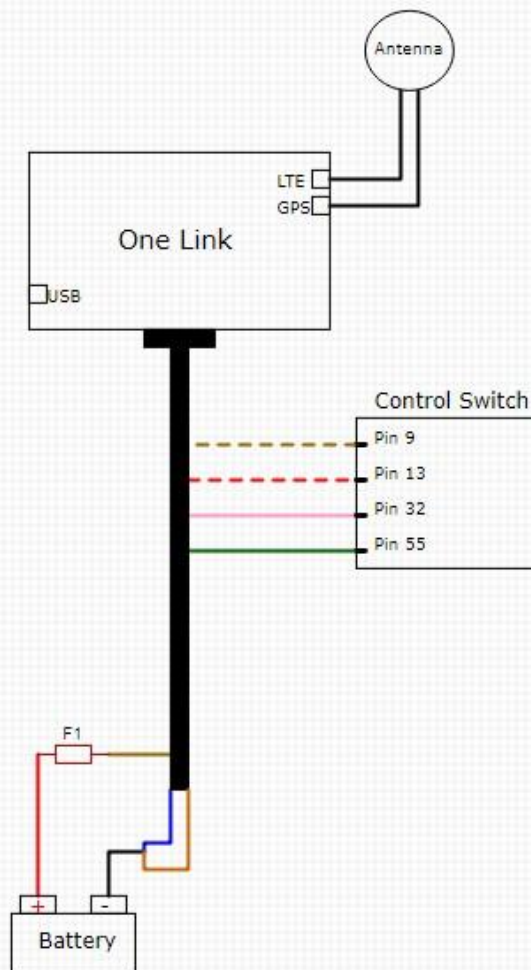 Antenna
LTE
GPS
One Link
USB
Control Switch
Pin 9
Pin 13
Pin 32
Pin 55
F1
+
-
Battery